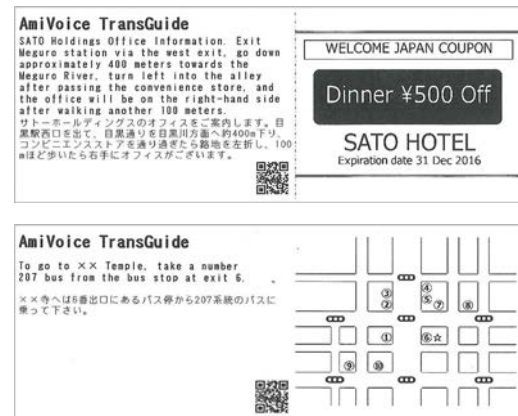 AmiVoice TransGuide
SATO Holdings Office Information. Exit
Meguro station via the west exit, go down
approximately 400 meters towards the
Meguro River, turn left into the alley
after passing the convenience store, and
the office will be on the right-hand side
after walking another 100 meters.
サトーホールディングスのオフィスをご案内します。目
黒駅西口を出て、目黒通りを目黒川方面へ約400m下り、
コンビニエンスストアを通り過ぎたら路地を左折し、100
mほど歩いたら右手にオフィスがございます。
WELCOME JAPAN COUPON
Dinner ¥500 Off
SATO HOTEL
Expiration date 31 Dec 2016
AmiVoice TransGuide
To go to ×× Temple, take a number
207 bus from the bus stop at exit 6.
××寺へは6番出口にあるバス停から207系統のバスに
乗って下さい。
③
②
④
⑤
⑦
⑧
①
⑥☆
⑨
⑩